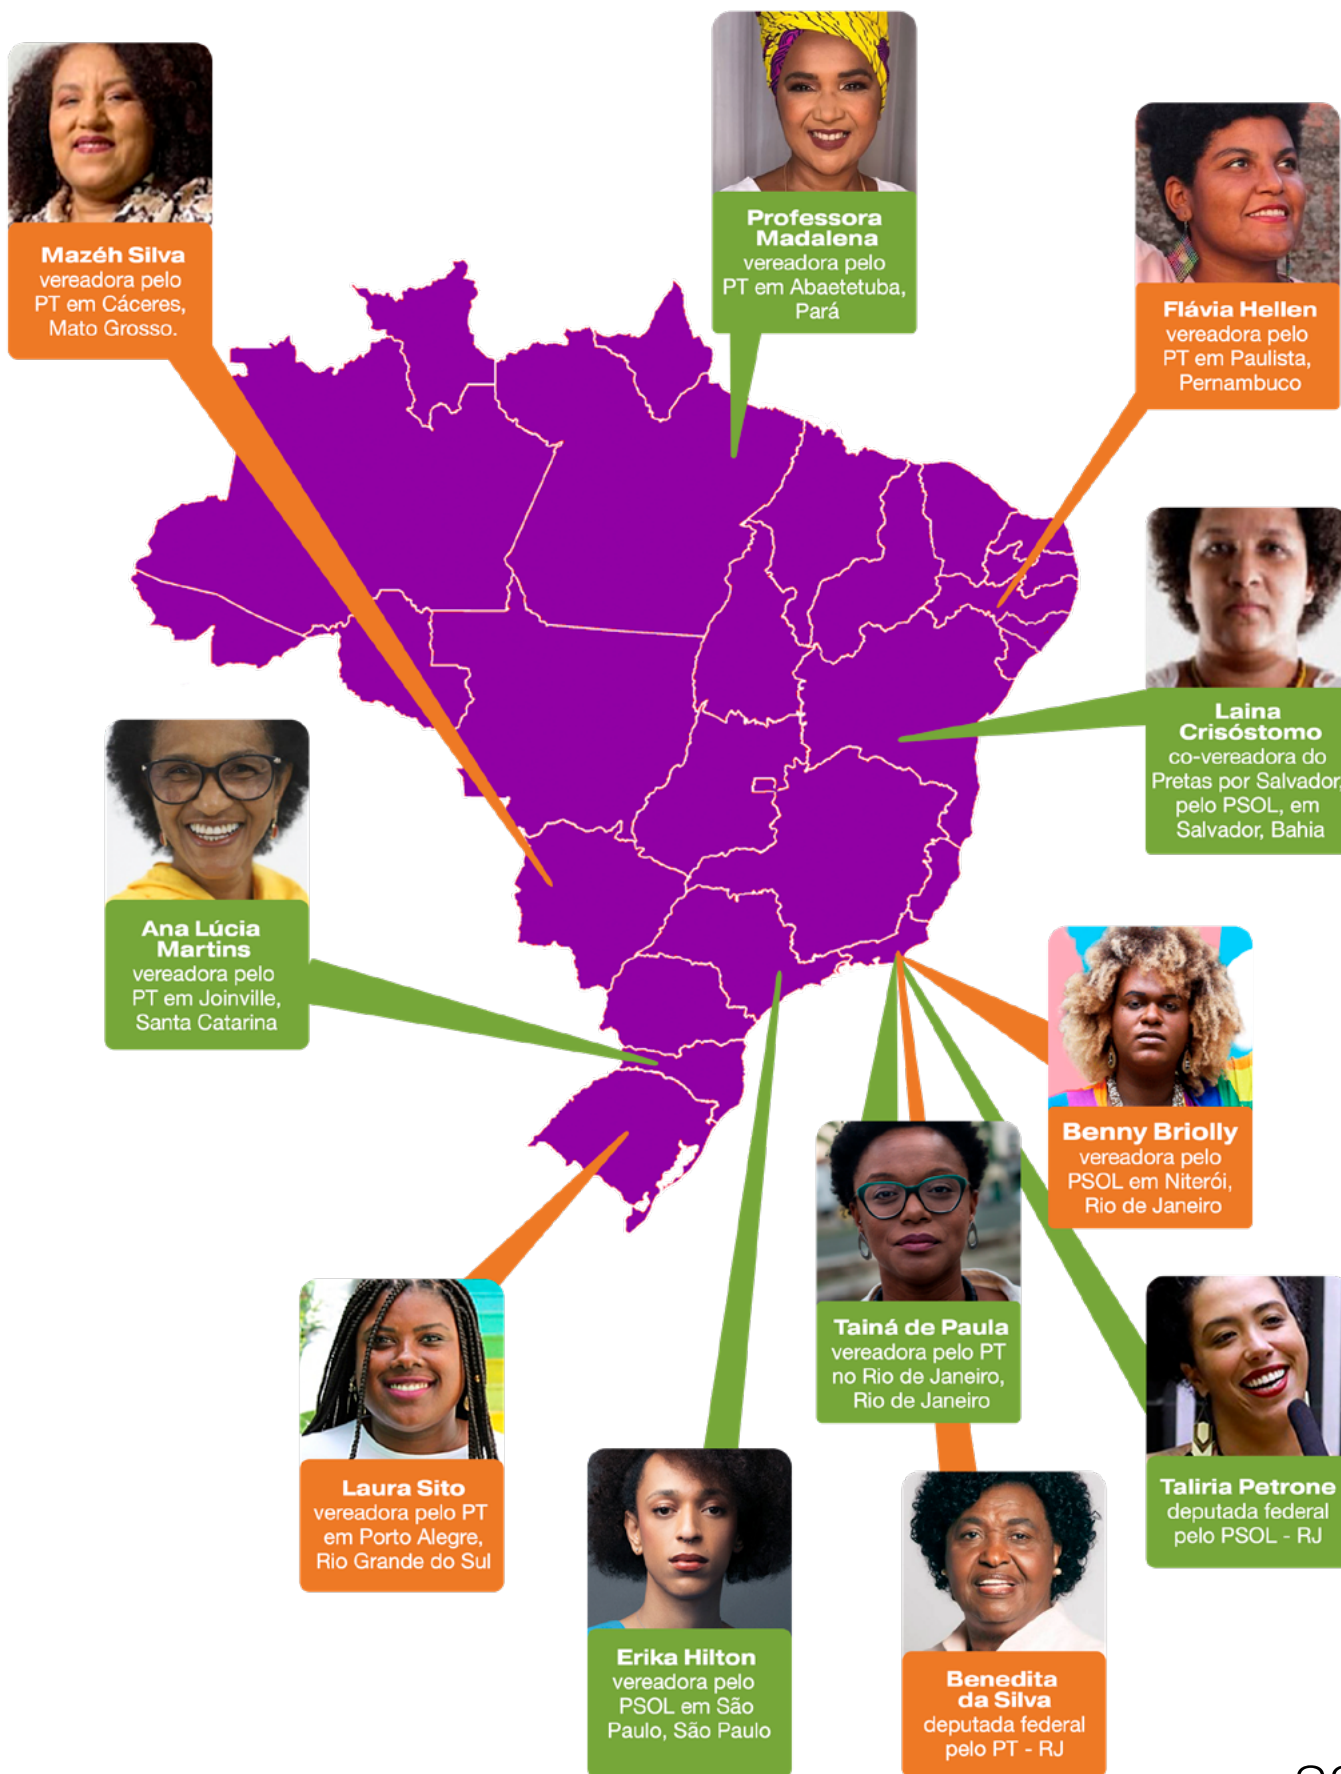 Professora
Madalena
vereadora pelo
PT em Abaetetuba,
Pará
Mazéh Silva
vereadora pelo
PT em Cáceres,
Mato Grosso.
Flávia Hellen
vereadora pelo
PT em Paulista,
Pernambuco
Laina
Crisóstomo
co-vereadora do
Pretas por Salvador,
pelo PSOL, em
Salvador, Bahia
Ana Lúcia
Martins
vereadora pelo
PT em Joinville,
Santa Catarina
Benny Briolly
vereadora pelo
PSOL em Niterói,
Rio de Janeiro
Tainá de Paula
vereadora pelo PT
no Rio de Janeiro,
Rio de Janeiro
Taliria Petrone
deputada federal
pelo PSOL - RJ
Laura Sito
vereadora pelo PT
em Porto Alegre,
Rio Grande do Sul
Erika Hilton
vereadora pelo
PSOL em São
Paulo, São Paulo
Benedita
da Silva
deputada federal
pelo PT - RJ